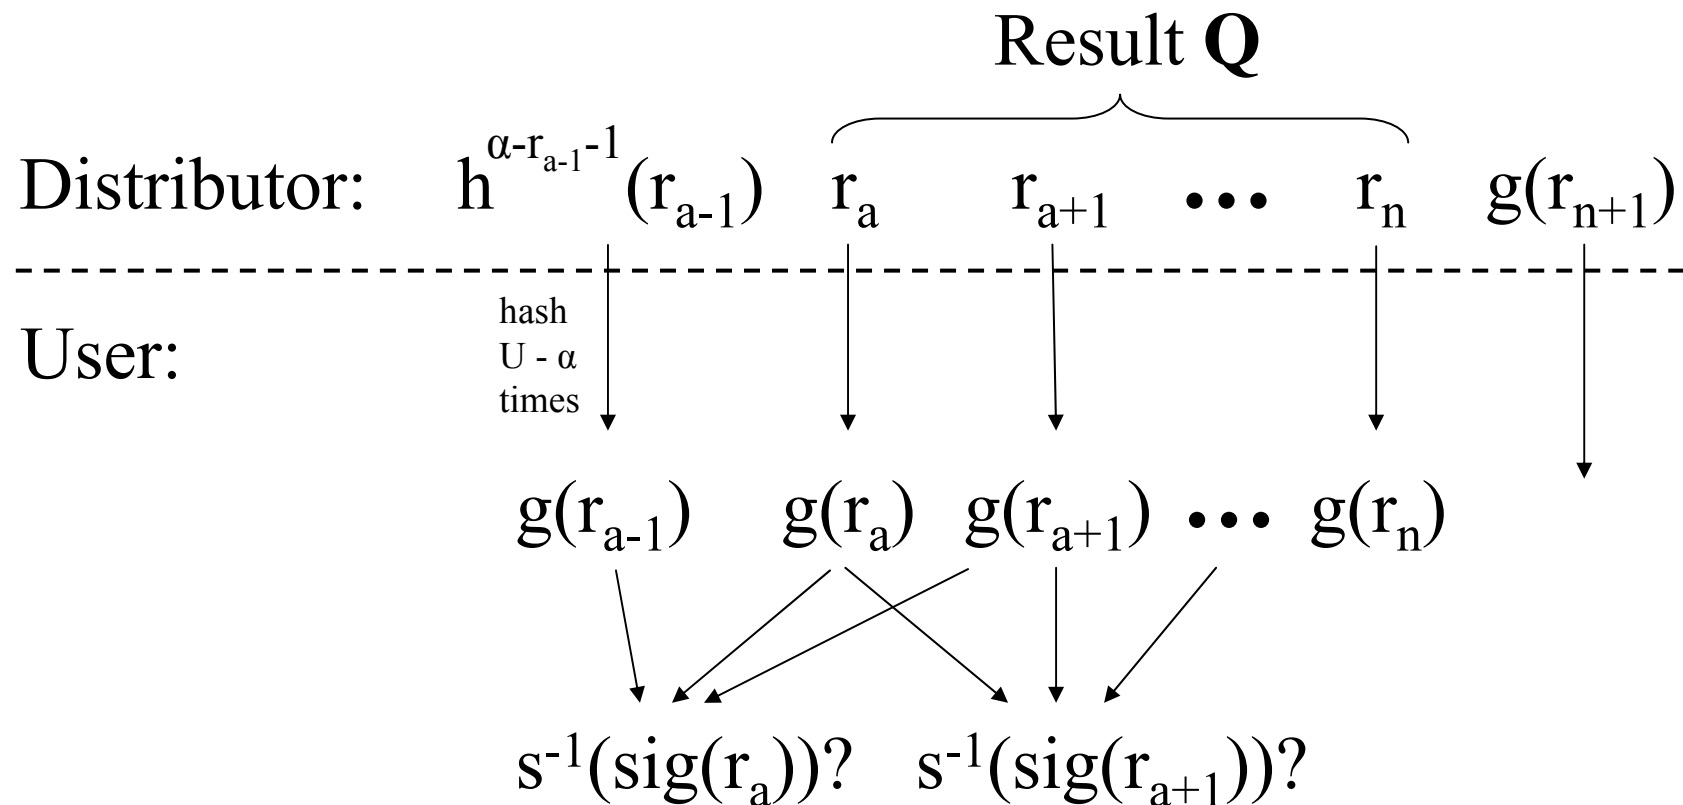 Result Q
Distributor: h^{α-r_{a-1}-1}(r_{a-1}) r_a r_{a+1} ••• r_n g(r_{n+1})
hash
User: U - α
times
g(r_{a-1}) g(r_a) g(r_{a+1}) ••• g(r_n)
s^{-1}(sig(r_a))? s^{-1}(sig(r_{a+1}))?